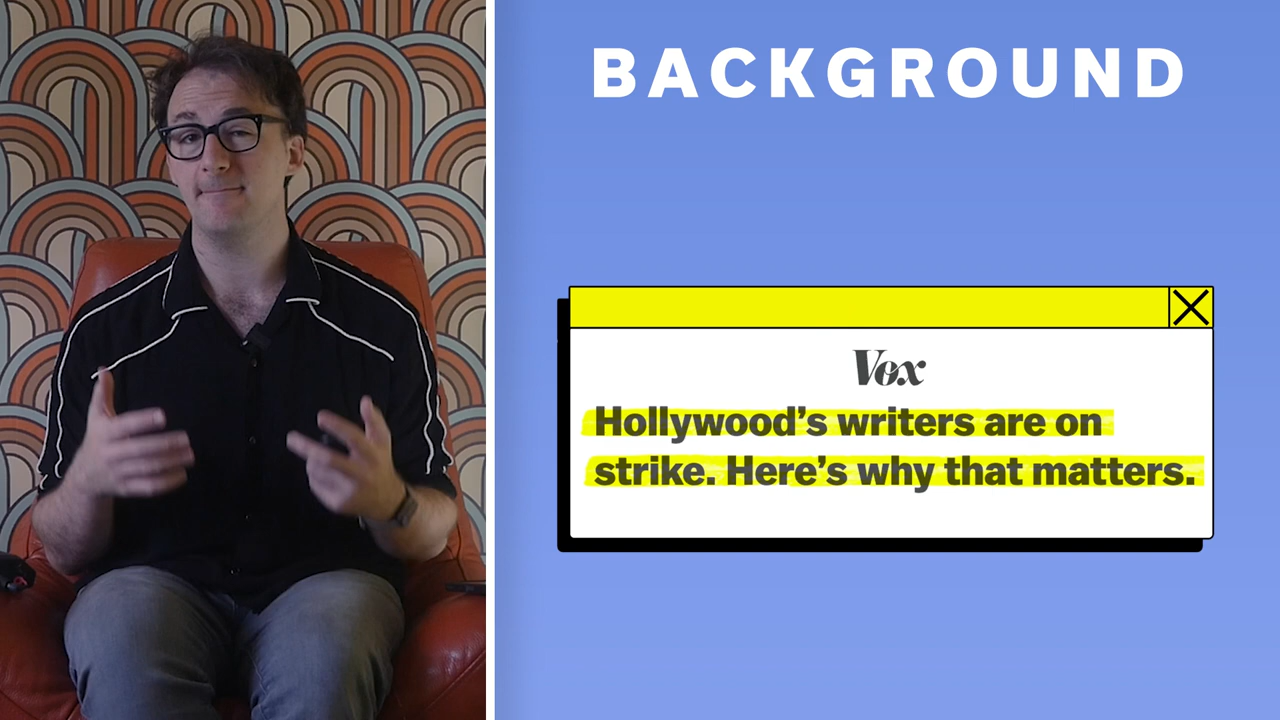 BACKGROUND
Vox
Hollywood’s writers are on
strike. Here’s why that matters.